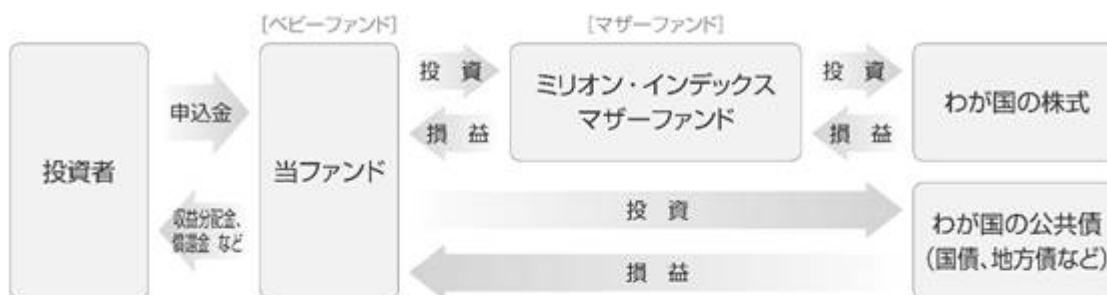 [ベビーファンド]
[マザーファンド]
投資者
申込金
収益分配金、
償還金 など
当ファンド
投 資
損 益
ミリオン・インデックス
マザーファンド
投 資
損 益
わが国の株式
投 資
損 益
わが国の公共債
(国債、地方債など)